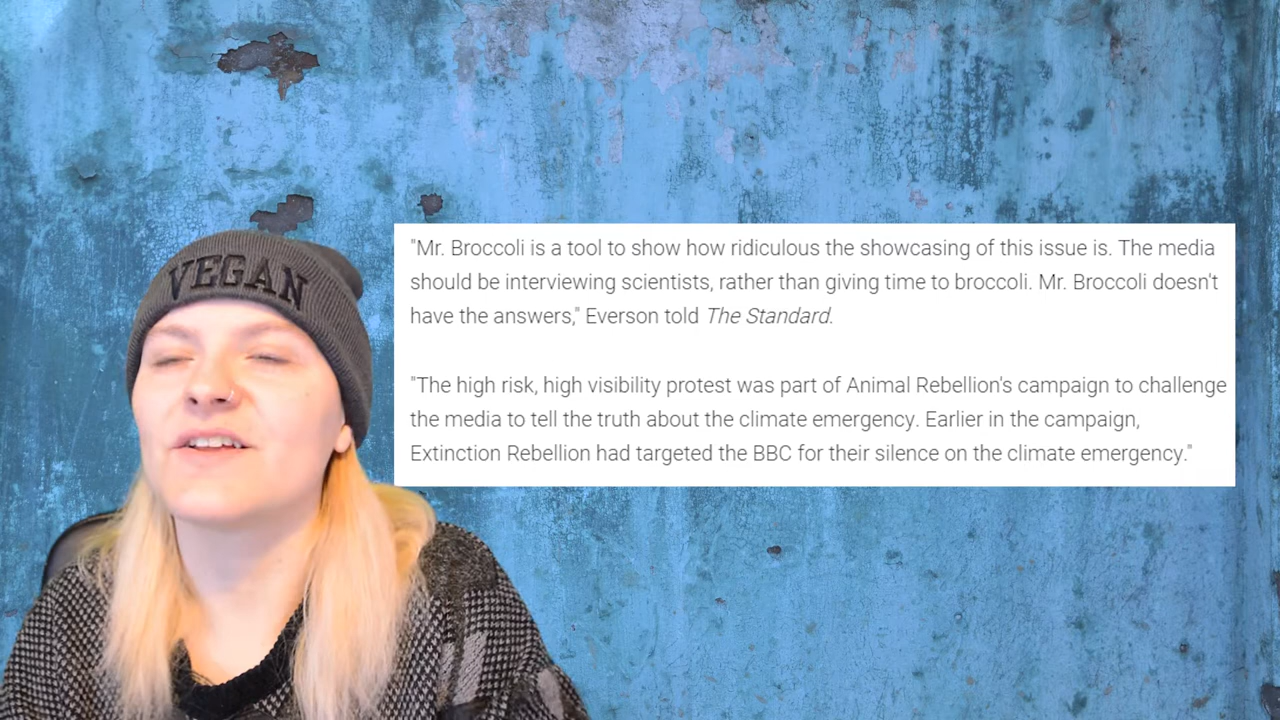 VEGAN
"Mr. Broccoli is a tool to show how ridiculous the showcasing of this issue is. The media
should be interviewing scientists, rather than giving time to broccoli. Mr. Broccoli doesn't
have the answers," Everson told The Standard.
"The high risk, high visibility protest was part of Animal Rebellion's campaign to challenge
the media to tell the truth about the climate emergency. Earlier in the campaign,
Extinction Rebellion had targeted the BBC for their silence on the climate emergency."